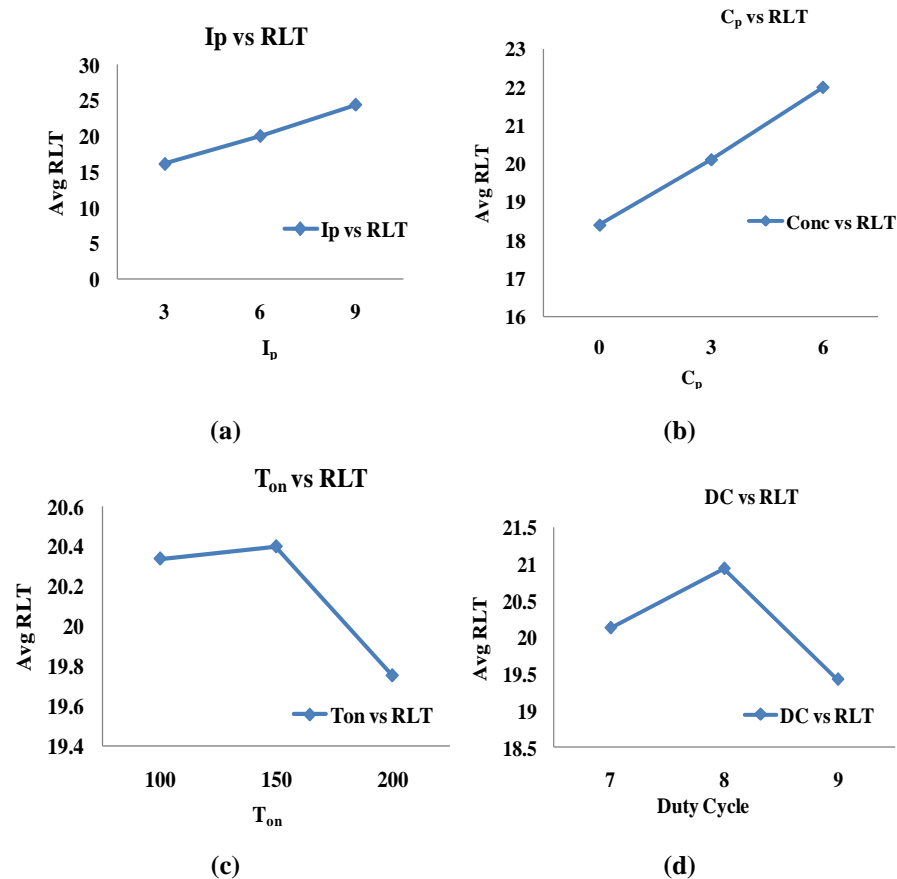 Ip vs RLT
30
25
20
15
10
5
0
Avg RLT
Ip vs RLT
3 6 9
Iₚ
(a)
Cₚ vs RLT
23
22
21
20
19
18
17
16
Avg RLT
Conc vs RLT
0 3 6
Cₚ
(b)
Tₒₙ vs RLT
20.6
20.4
20.2
20
19.8
19.6
19.4
Avg RLT
Ton vs RLT
100 150 200
Tₒₙ
(c)
DC vs RLT
21.5
21
20.5
20
19.5
19
18.5
Avg RLT
DC vs RLT
7 8 9
Duty Cycle
(d)